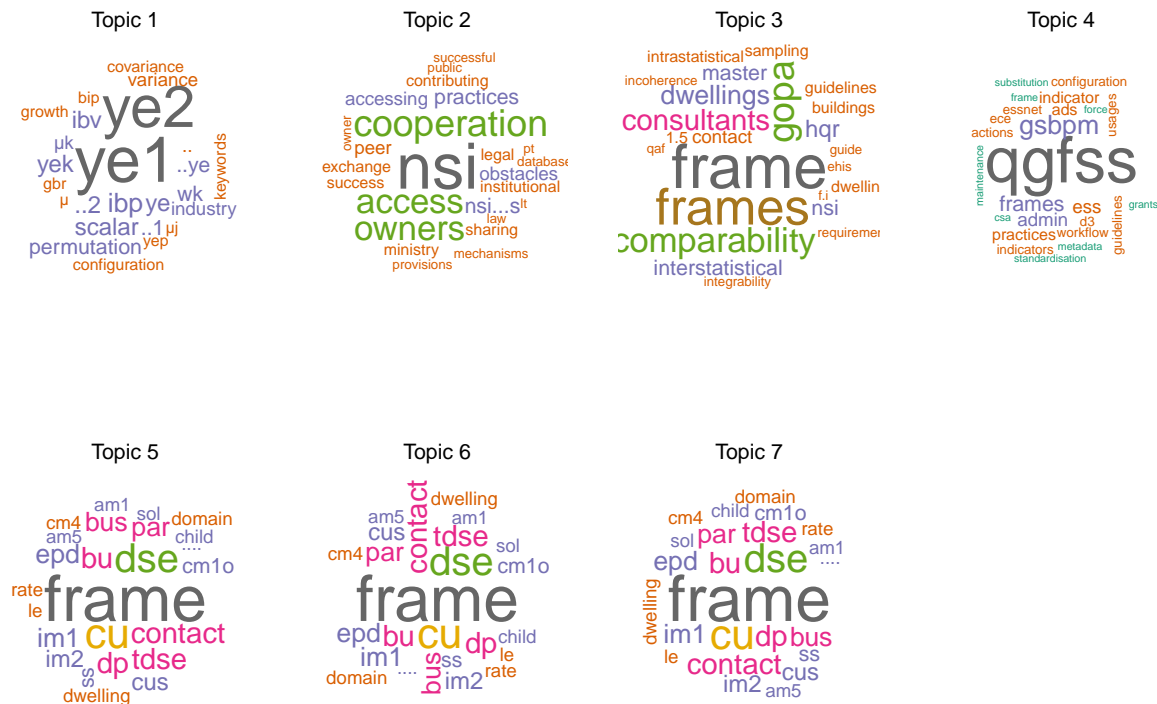 Topic 1
covariance
variance
bip
growth
ibv
ye2
µk
yek
ye1
..
..ye
keywords
gbr
µ
..2
ibp
ye
wk
industry
scalar
..1
µj
permutation
yep
configuration
Topic 2
successful
public
contributing
accessing
practices
owner
cooperation
peer
exchange
success
nsi
legal
pt
database
obstacles
institutional
access
nsi...s
lt
law
owners
sharing
ministry
mechanisms
provisions
Topic 3
intrastatistical
sampling
incoherence
master
gopa
dwellings
guidelines
buildings
consultants
hqr
1.5
contact
qaf
frame
guide
ehis
dwellin
f.i
frames
nsi
comparability
requiremen
interstatistical
integrability
Topic 4
substitution
configuration
frame
indicator
essnet
ads
force
usages
ece
actions
gsbpm
qgfss
maintenance
frames
ess
grants
csa
admin
d3
practices
workflow
guidelines
indicators
metadata
standardisation
Topic 5
am1
sol
cm4
bus
par
domain
am5
child
....
epd
bu
dse
cm1o
rate
frame
le
im1
cu
contact
im2
ss
dp
tdse
cus
dwelling
Topic 6
contact
dwelling
am5
am1
cus
tdse
cm4
par
sol
dse
cm1o
frame
epd
bu
cu
dp
child
im1
ss
le
domain
....
bus
im2
rate
Topic 7
domain
child
cm1o
cm4
par
tdse
rate
sol
am1
epd
bu
dse
....
dwelling
frame
im1
cu
dp
bus
le
ss
contact
cus
im2
am5